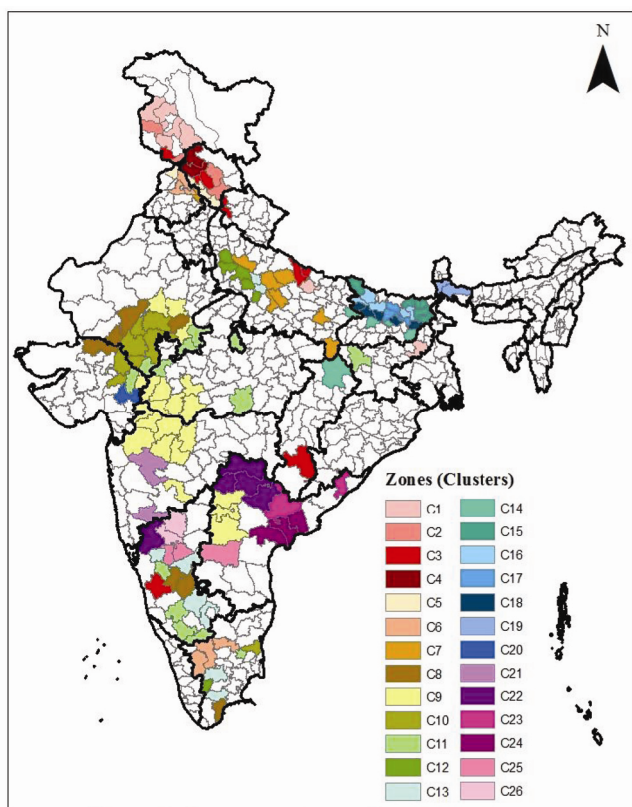 N
Zones (Clusters)
C1 C14
C2 C15
C3 C16
C4 C17
C5 C18
C6 C19
C7 C20
C8 C21
C9 C22
C10 C23
C11 C24
C12 C25
C13 C26